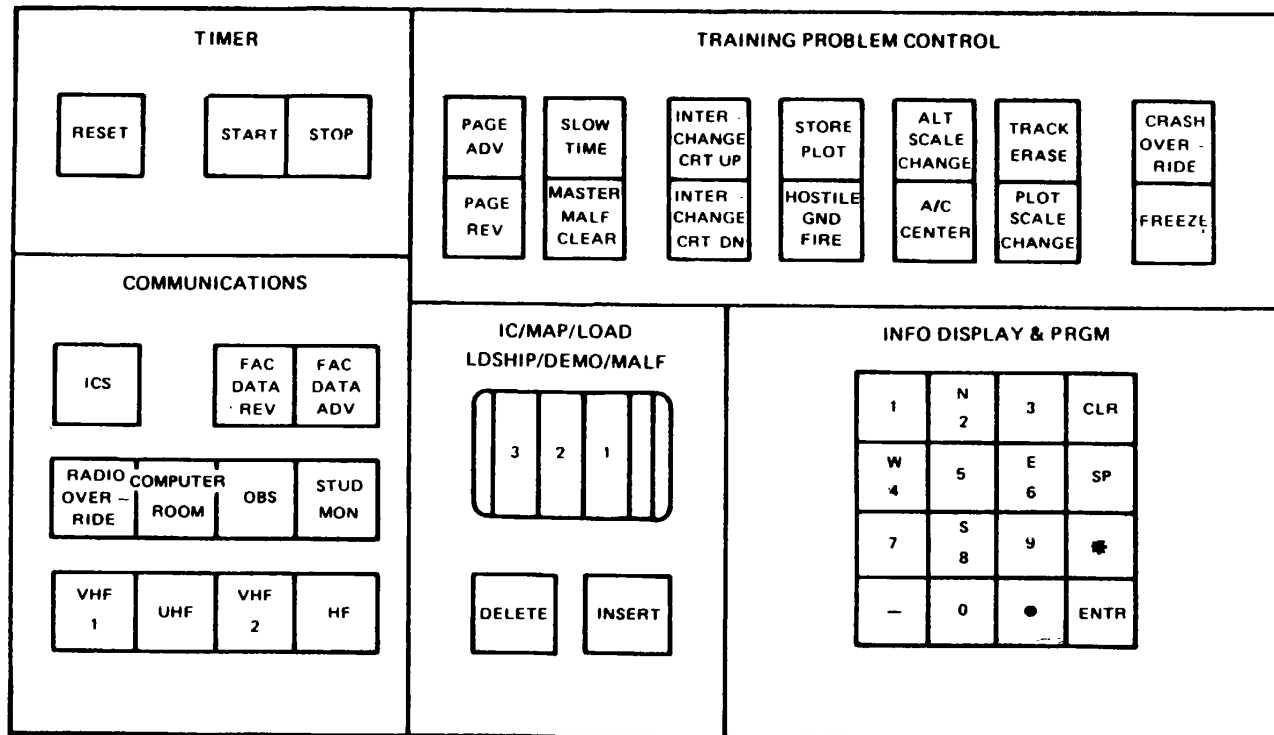 TIMER
RESET
START
STOP
TRAINING PROBLEM CONTROL
PAGE
ADV
SLOW
TIME
INTER -
CHANGE
CRT UP
STORE
PLOT
ALT
SCALE
CHANGE
TRACK
ERASE
CRASH
OVER -
RIDE
PAGE
REV
MASTER
MALF
CLEAR
INTER -
CHANGE
CRT DN
HOSTILE
GND
FIRE
A/C
CENTER
PLOT
SCALE
CHANGE
FREEZE
COMMUNICATIONS
ICS
FAC
DATA
REV
FAC
DATA
ADV
RADIO
OVER -
RIDE
COMPUTER
ROOM
OBS
STUD
MON
VHF
1
UHF
VHF
2
HF
IC/MAP/LOAD
LDSHIP/DEMO/MALF
3 2 1
DELETE
INSERT
INFO DISPLAY & PRGM
1
N
2
3
CLR
W
4
5
E
6
SP
7
S
8
9
*
-
0
•
ENTR